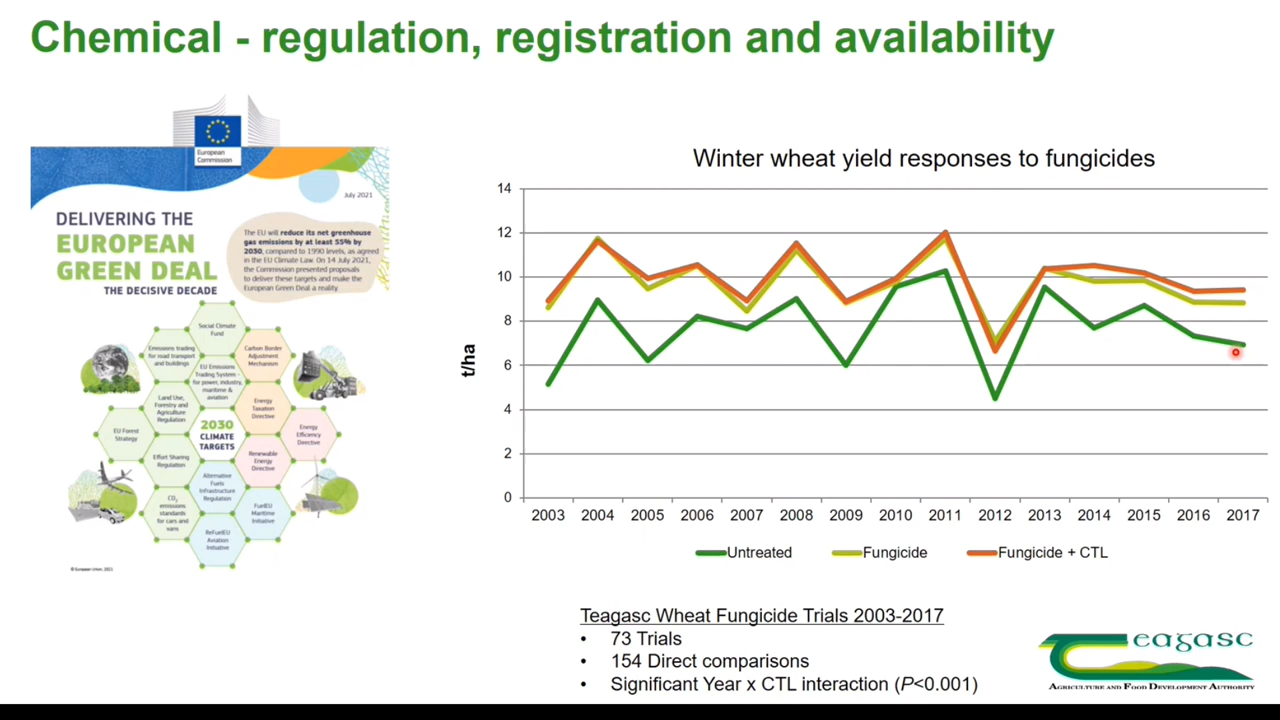 Chemical - regulation, registration and availability
European
Commission
July 2021
DELIVERING THE
EUROPEAN
GREEN DEAL
THE DECISIVE DECADE
The EU will reduce its net greenhouse
gas emissions by at least 55% by
2030, compared to 1990 levels, as agreed
in the EU Climate Law. On 14 July 2021,
the Commission presented proposals
to deliver these targets and make the
European Green Deal a reality.
Social Climate
Fund
Emissions trading
for road transport
and buildings
Carbon Border
Adjustment
Mechanism
EU Emissions
Trading System
for power, industry,
maritime &
aviation
Land Use,
Forestry and
Agriculture
Regulation
Energy
Taxation
Directive
EU Forest
Strategy
2030
CLIMATE
TARGETS
Energy
Efficiency
Directive
Effort Sharing
Regulation
Renewable
Energy
Directive
Alternative
Fuels
Infrastructure
Regulation
CO2
emissions
standards
for cars and
vans
FuelEU
Maritime
Initiative
ReFuelEU
Aviation
Initiative
© European Union, 2021
Winter wheat yield responses to fungicides
14
12
10
8
6
4
2
0
t/ha
2003 2004 2005 2006 2007 2008 2009 2010 2011 2012 2013 2014 2015 2016 2017
Untreated Fungicide Fungicide + CTL
Teagasc Wheat Fungicide Trials 2003-2017
• 73 Trials
• 154 Direct comparisons
• Significant Year x CTL interaction (P<0.001)
Teagasc
AGRICULTURE AND FOOD DEVELOPMENT AUTHORITY